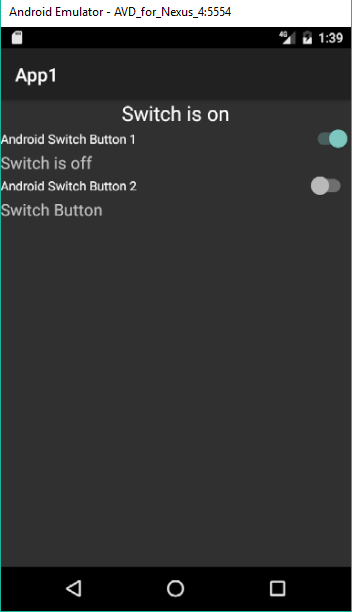 Android Emulator - AVD_for_Nexus_4:5554
4G 1:39
App1
Switch is on
Android Switch Button 1
Switch is off
Android Switch Button 2
Switch Button